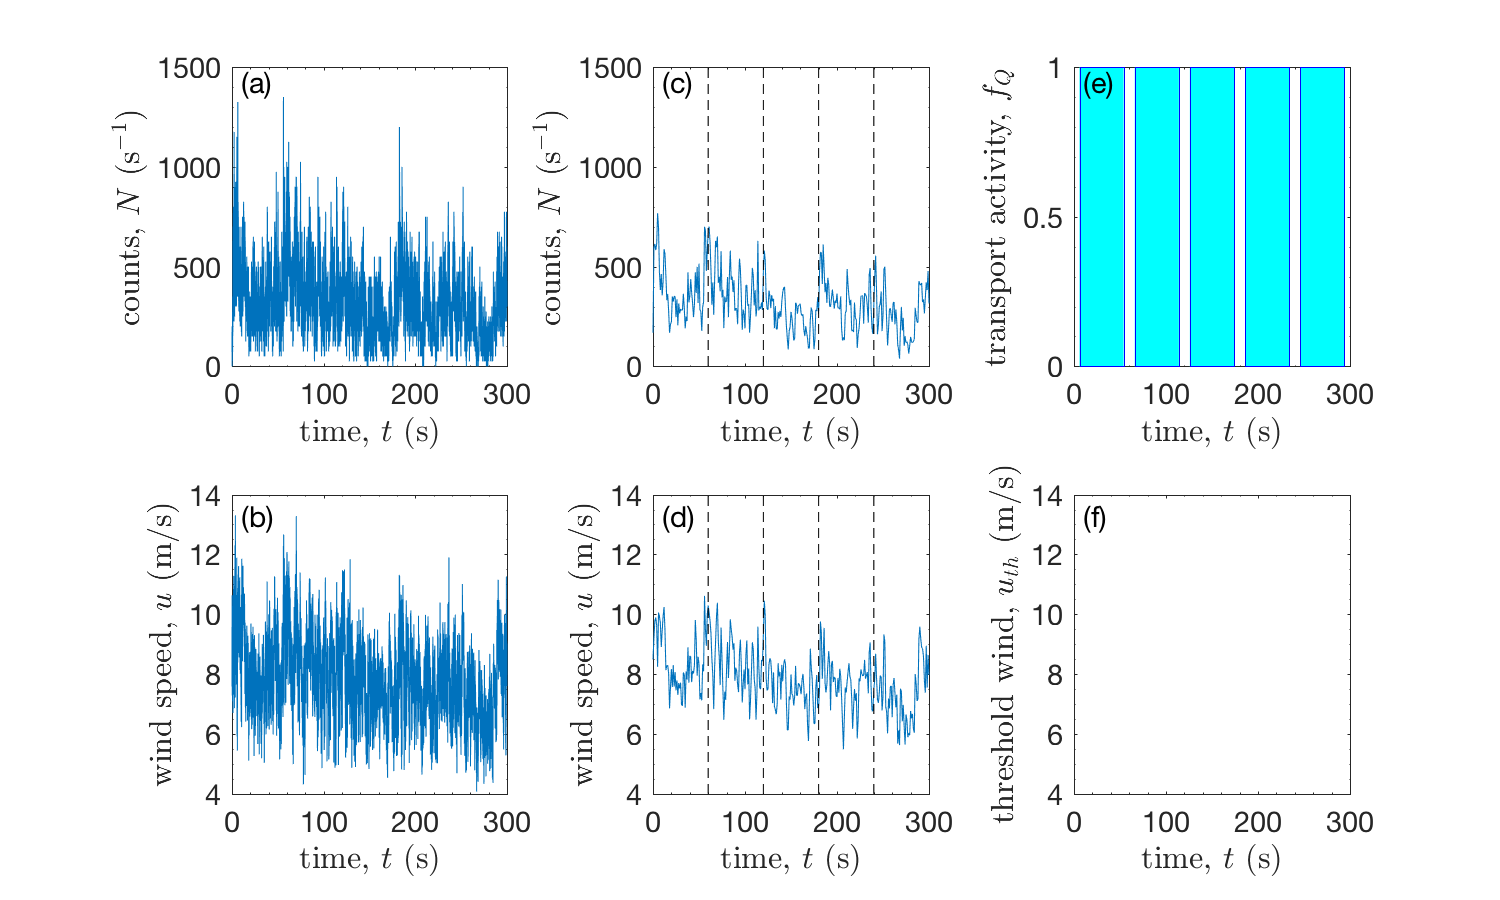 (a)
1500
1000
500
0
counts, N (s⁻¹)
0 100 200 300
time, t (s)
(c)
1500
1000
500
0
counts, N (s⁻¹)
0 100 200 300
time, t (s)
(e)
1
0.5
0
transport activity, f_Q
0 100 200 300
time, t (s)
(b)
14
12
10
8
6
4
wind speed, u (m/s)
0 100 200 300
time, t (s)
(d)
14
12
10
8
6
4
wind speed, u (m/s)
0 100 200 300
time, t (s)
(f)
14
12
10
8
6
4
threshold wind, u_th (m/s)
0 100 200 300
time, t (s)